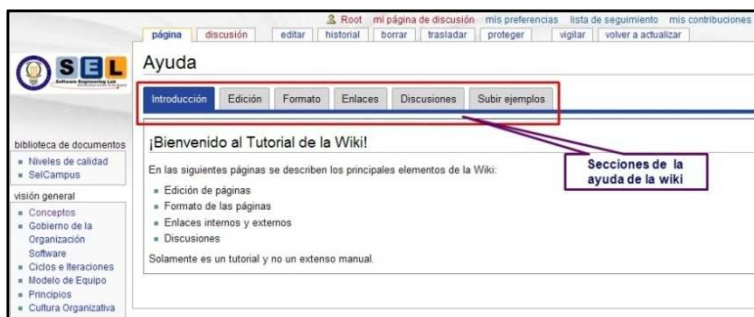 Root mi página de discusión mis preferencias lista de seguimiento mis contribuciones
página discusión editar historial borrar trasladar proteger vigilar volver a actualizar
SEL
Software Engineering Lab
Ayuda
Introducción Edición Formato Enlaces Discusiones Subir ejemplos
¡Bienvenido al Tutorial de la Wiki!
En las siguientes páginas se describen los principales elementos de la Wiki:
Edición de páginas
Formato de las páginas
Enlaces internos y externos
Discusiones
Solamente es un tutorial y no un extenso manual.
Secciones de la
ayuda de la wiki
biblioteca de documentos
Niveles de calidad
SelCampus
visión general
Conceptos
Gobierno de la
Organización
Software
Ciclos e Iteraciones
Modelo de Equipo
Principios
Cultura Organizativa